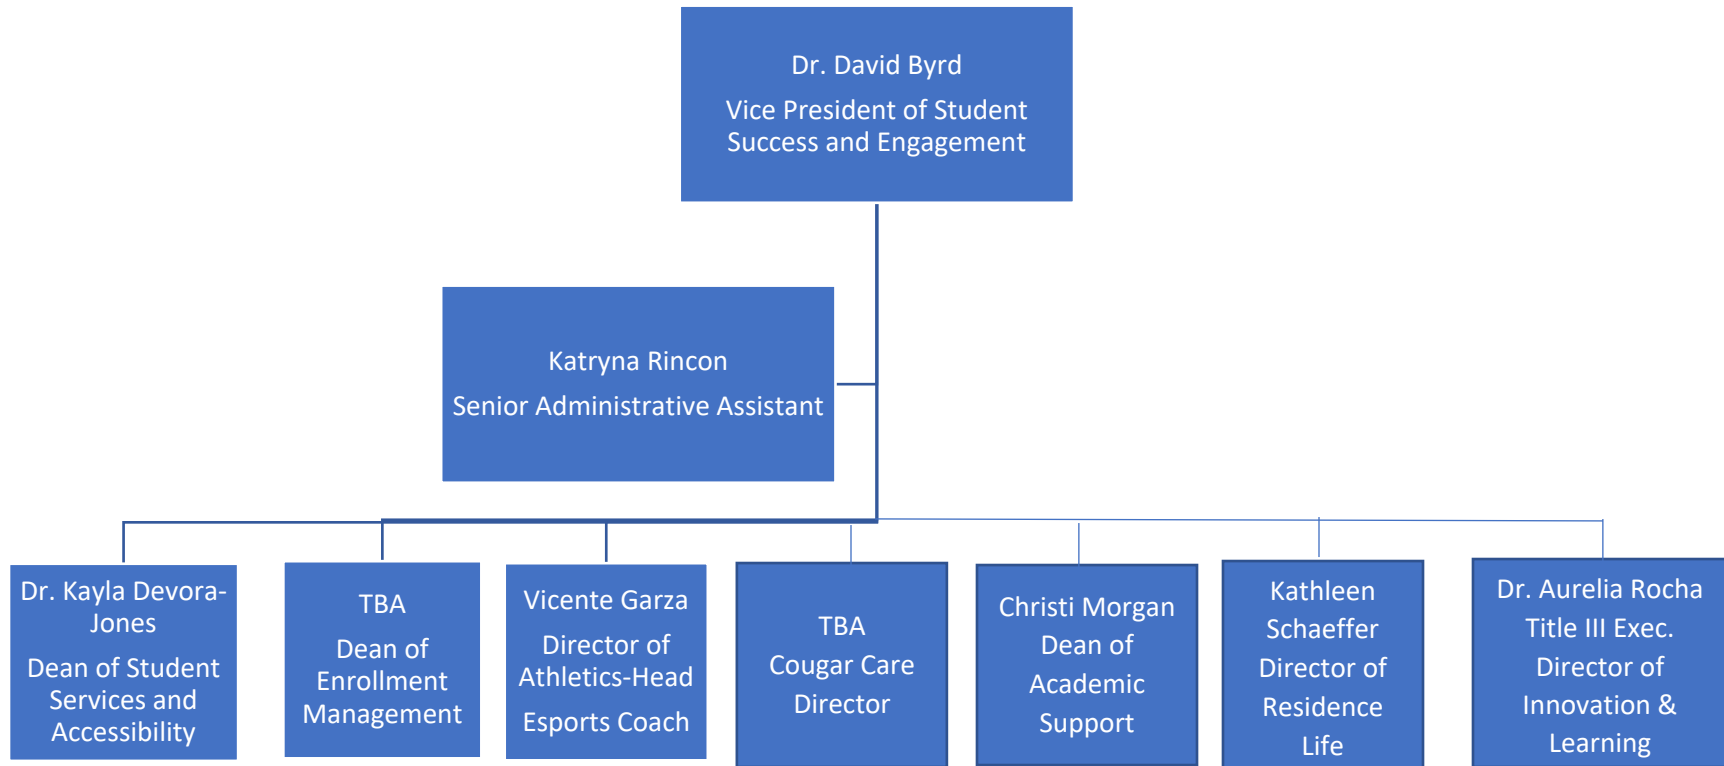 Dr. David Byrd
Vice President of Student
Success and Engagement
Katryna Rincon
Senior Administrative Assistant
Dr. Kayla Devora-
Jones
Dean of Student
Services and
Accessibility
TBA
Dean of
Enrollment
Management
Vicente Garza
Director of
Athletics-Head
Esports Coach
TBA
Cougar Care
Director
Christi Morgan
Dean of
Academic
Support
Kathleen
Schaeffer
Director of
Residence
Life
Dr. Aurelia Rocha
Title III Exec.
Director of
Innovation &
Learning